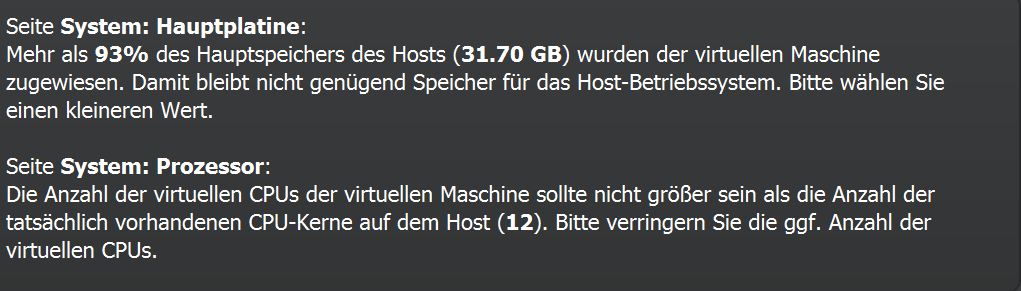 Seite System: Hauptplatine:
Mehr als 93% des Hauptspeichers des Hosts (31.70 GB) wurden der virtuellen Maschine
zugewiesen. Damit bleibt nicht genügend Speicher für das Host-Betriebssystem. Bitte wählen Sie
einen kleineren Wert.
Seite System: Prozessor:
Die Anzahl der virtuellen CPUs der virtuellen Maschine sollte nicht größer sein als die Anzahl der
tatsächlich vorhandenen CPU-Kerne auf dem Host (12). Bitte verringern Sie die ggf. Anzahl der
virtuellen CPUs.